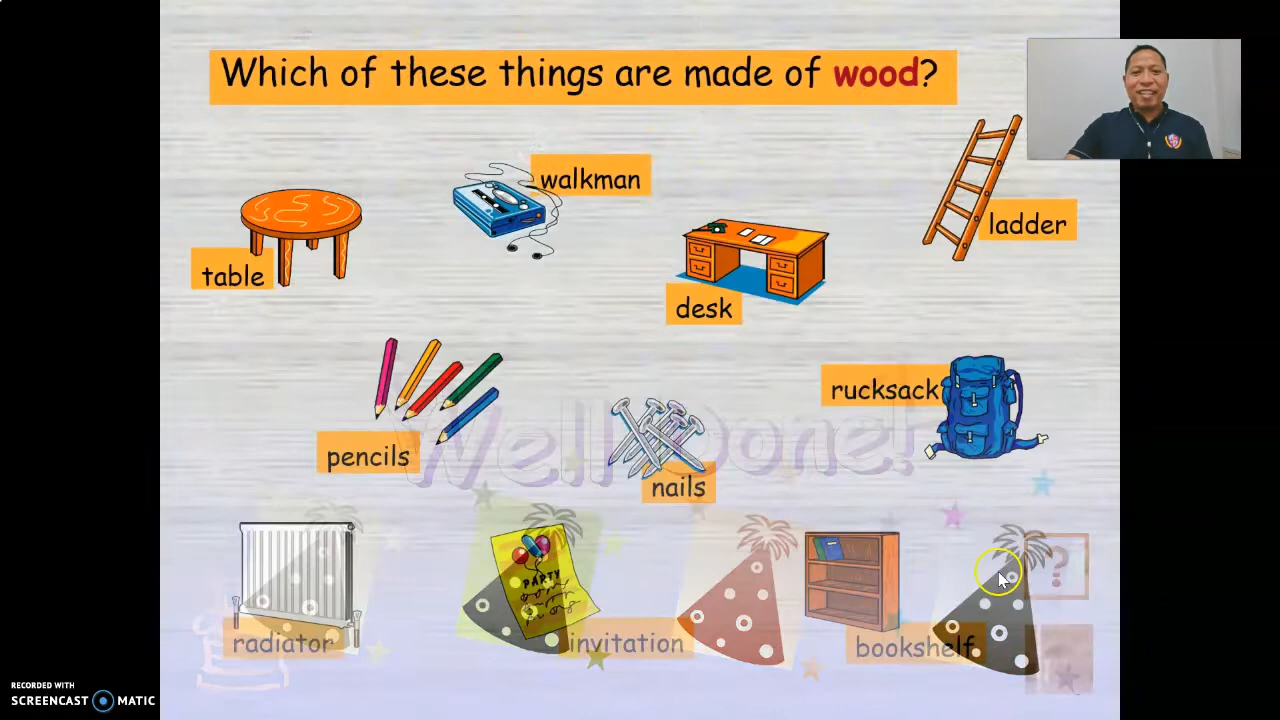 Which of these things are made of wood?
walkman
ladder
table
desk
rucksack
pencils
Well Done!
nails
PARTY
?
radiator
invitation
bookshelf
RECORDED WITH
SCREENCAST MATIC